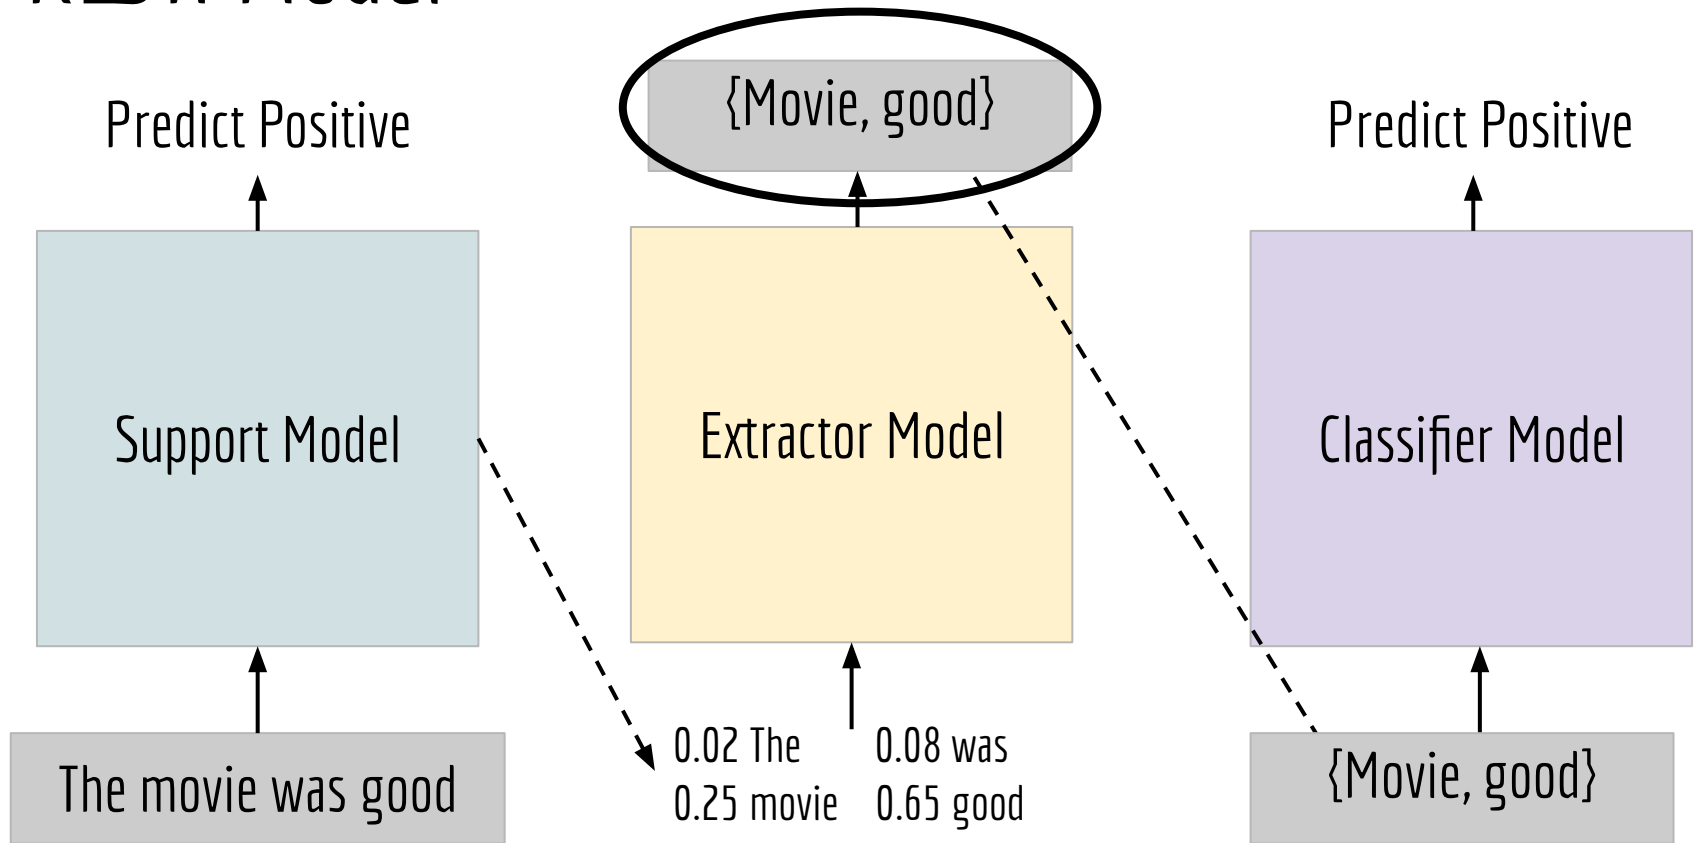 Model
Predict Positive
{Movie, good}
Predict Positive
Support Model
Extractor Model
Classifier Model
The movie was good
0.02 The 0.08 was
0.25 movie 0.65 good
{Movie, good}